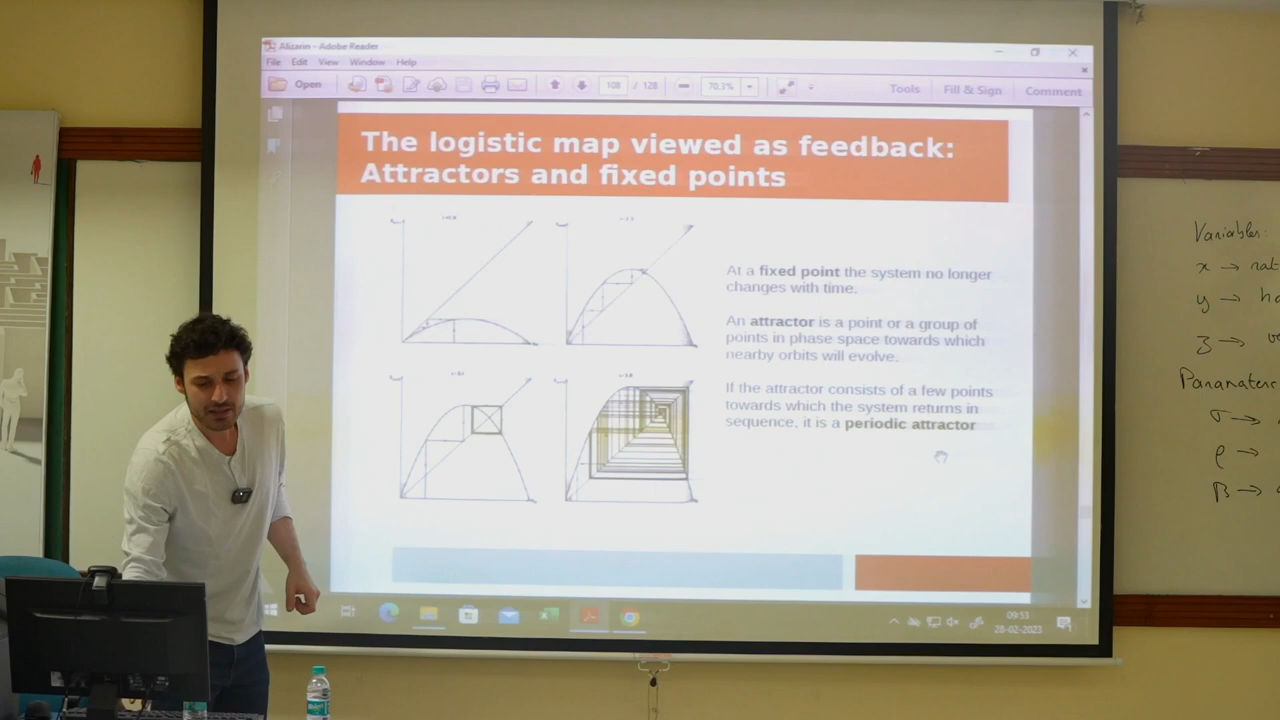 Alizarin - Adobe Reader
File Edit View Window Help
Open 108 / 128 70.3% Tools Fill & Sign Comment
The logistic map viewed as feedback:
Attractors and fixed points
At a fixed point the system no longer
changes with time.
An attractor is a point or a group of
points in phase space towards which
nearby orbits will evolve.
If the attractor consists of a few points
towards which the system returns in
sequence, it is a periodic attractor
09:53
28-02-2023
Variables:
x → rat
y →
z →
σ →
ρ →
β →